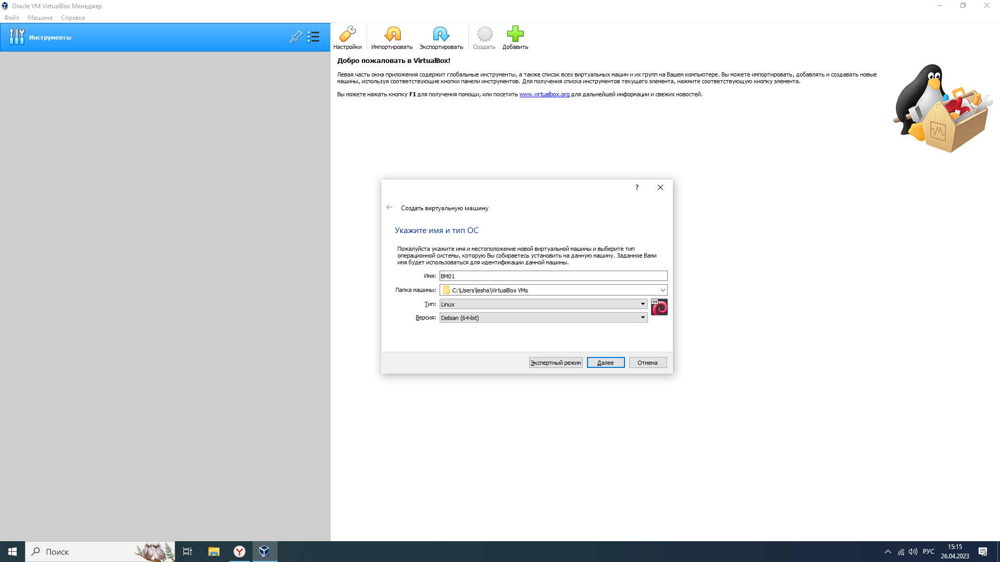 Oracle VM VirtualBox Менеджер
Файл Машина Справка
Инструменты
Настройки Импортировать Экспортировать Создать Добавить
Добро пожаловать в VirtualBox!
Левая часть окна приложения содержит глобальные инструменты, а также список всех виртуальных машин и их групп на Вашем компьютере. Вы можете импортировать, добавлять и создавать новые
машины, используя соответствующие кнопки панели инструментов. Для получения списка инструментов текущего элемента, нажмите соответствующую кнопку элемента.
Вы можете нажать кнопку F1 для получения помощи, или посетить www.virtualbox.org для дальнейшей информации и свежих новостей.
?
Создать виртуальную машину
Укажите имя и тип ОС
Пожалуйста укажите имя и местоположение новой виртуальной машины и выберите тип
операционной системы, которую Вы собираетесь установить на данную машину. Заданное Вами
имя будет использоваться для идентификации данной машины.
Имя: ВМ01
Папка машины: C:\Users\lesha\VirtualBox VMs
Тип: Linux
64
Версия: Debian (64-bit)
Экспертный режим Далее Отмена
Поиск
РУС
15:15
26.04.2023